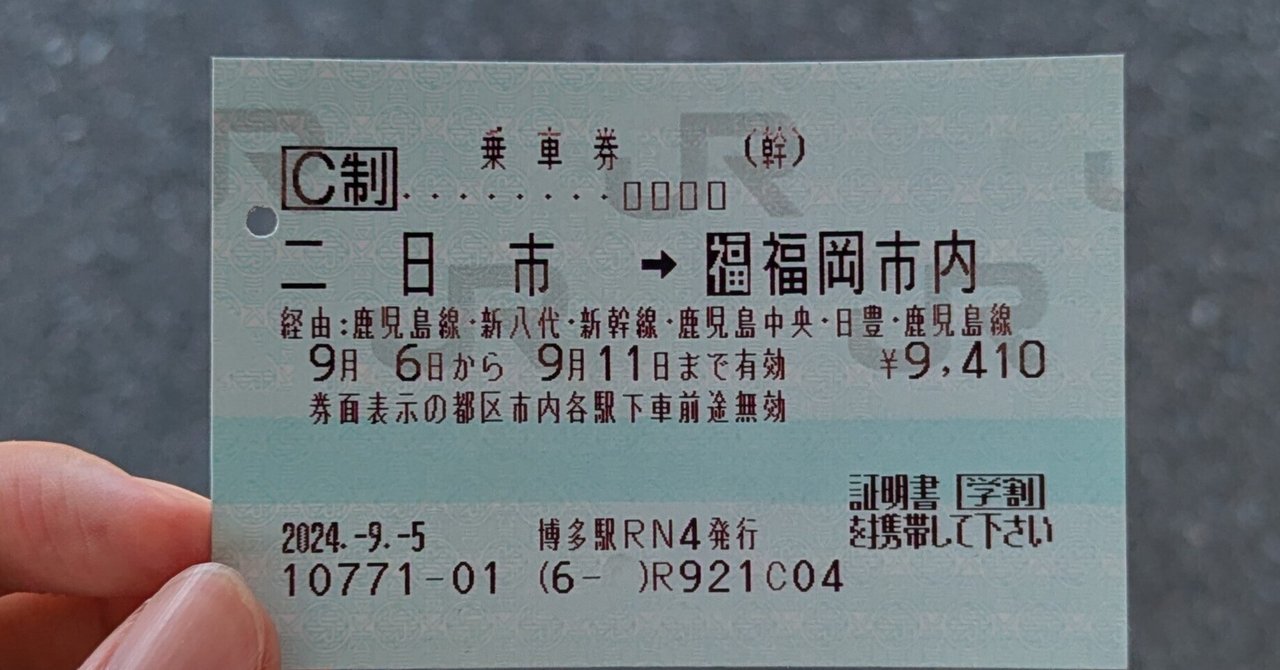 乗車券 (幹)
C制 ········▯▯▯▯
二日市 → 福 福岡市内
経由:鹿児島線・新八代・新幹線・鹿児島中央・日豊・鹿児島線
9月 6日から 9月11日まで有効 ¥9,410
券面表示の都区市内各駅下車前途無効
証明書 学割
を携帯して下さい
2024.-9.-5 博多駅RN4発行
10771-01 (6- )R921C04
JR